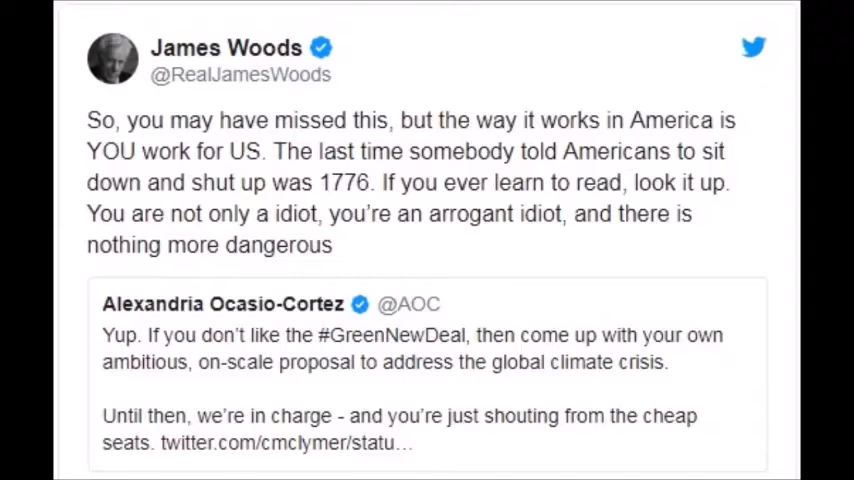 James Woods
@RealJamesWoods
So, you may have missed this, but the way it works in America is
YOU work for US. The last time somebody told Americans to sit
down and shut up was 1776. If you ever learn to read, look it up.
You are not only a idiot, you're an arrogant idiot, and there is
nothing more dangerous
Alexandria Ocasio-Cortez @AOC
Yup. If you don't like the #GreenNewDeal, then come up with your own
ambitious, on-scale proposal to address the global climate crisis.
Until then, we're in charge - and you're just shouting from the cheap
seats. twitter.com/cmclymer/statu…